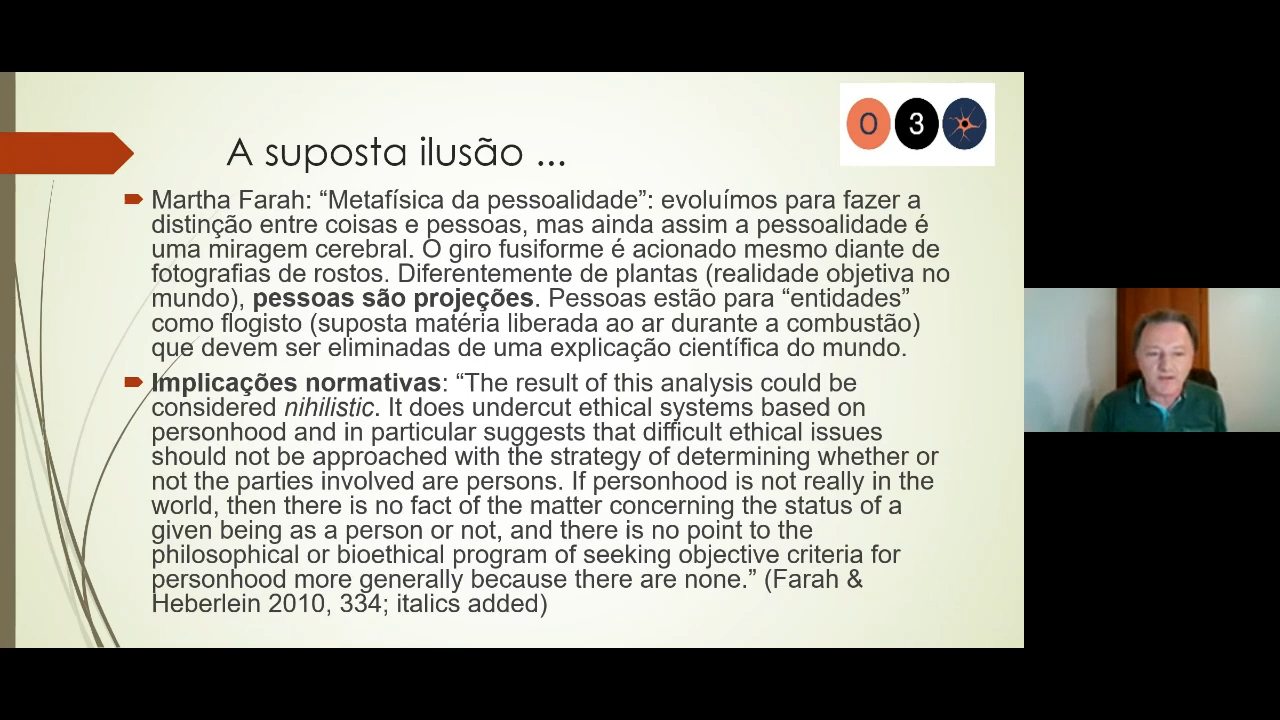 O 3
A suposta ilusão ...
Martha Farah: “Metafísica da pessoalidade”: evoluímos para fazer a
distinção entre coisas e pessoas, mas ainda assim a pessoalidade é
uma miragem cerebral. O giro fusiforme é acionado mesmo diante de
fotografias de rostos. Diferentemente de plantas (realidade objetiva no
mundo), pessoas são projeções. Pessoas estão para “entidades”
como flogisto (suposta matéria liberada ao ar durante a combustão)
que devem ser eliminadas de uma explicação científica do mundo.
Implicações normativas: “The result of this analysis could be
considered nihilistic. It does undercut ethical systems based on
personhood and in particular suggests that difficult ethical issues
should not be approached with the strategy of determining whether or
not the parties involved are persons. If personhood is not really in the
world, then there is no fact of the matter concerning the status of a
given being as a person or not, and there is no point to the
philosophical or bioethical program of seeking objective criteria for
personhood more generally because there are none.” (Farah &
Heberlein 2010, 334; italics added)